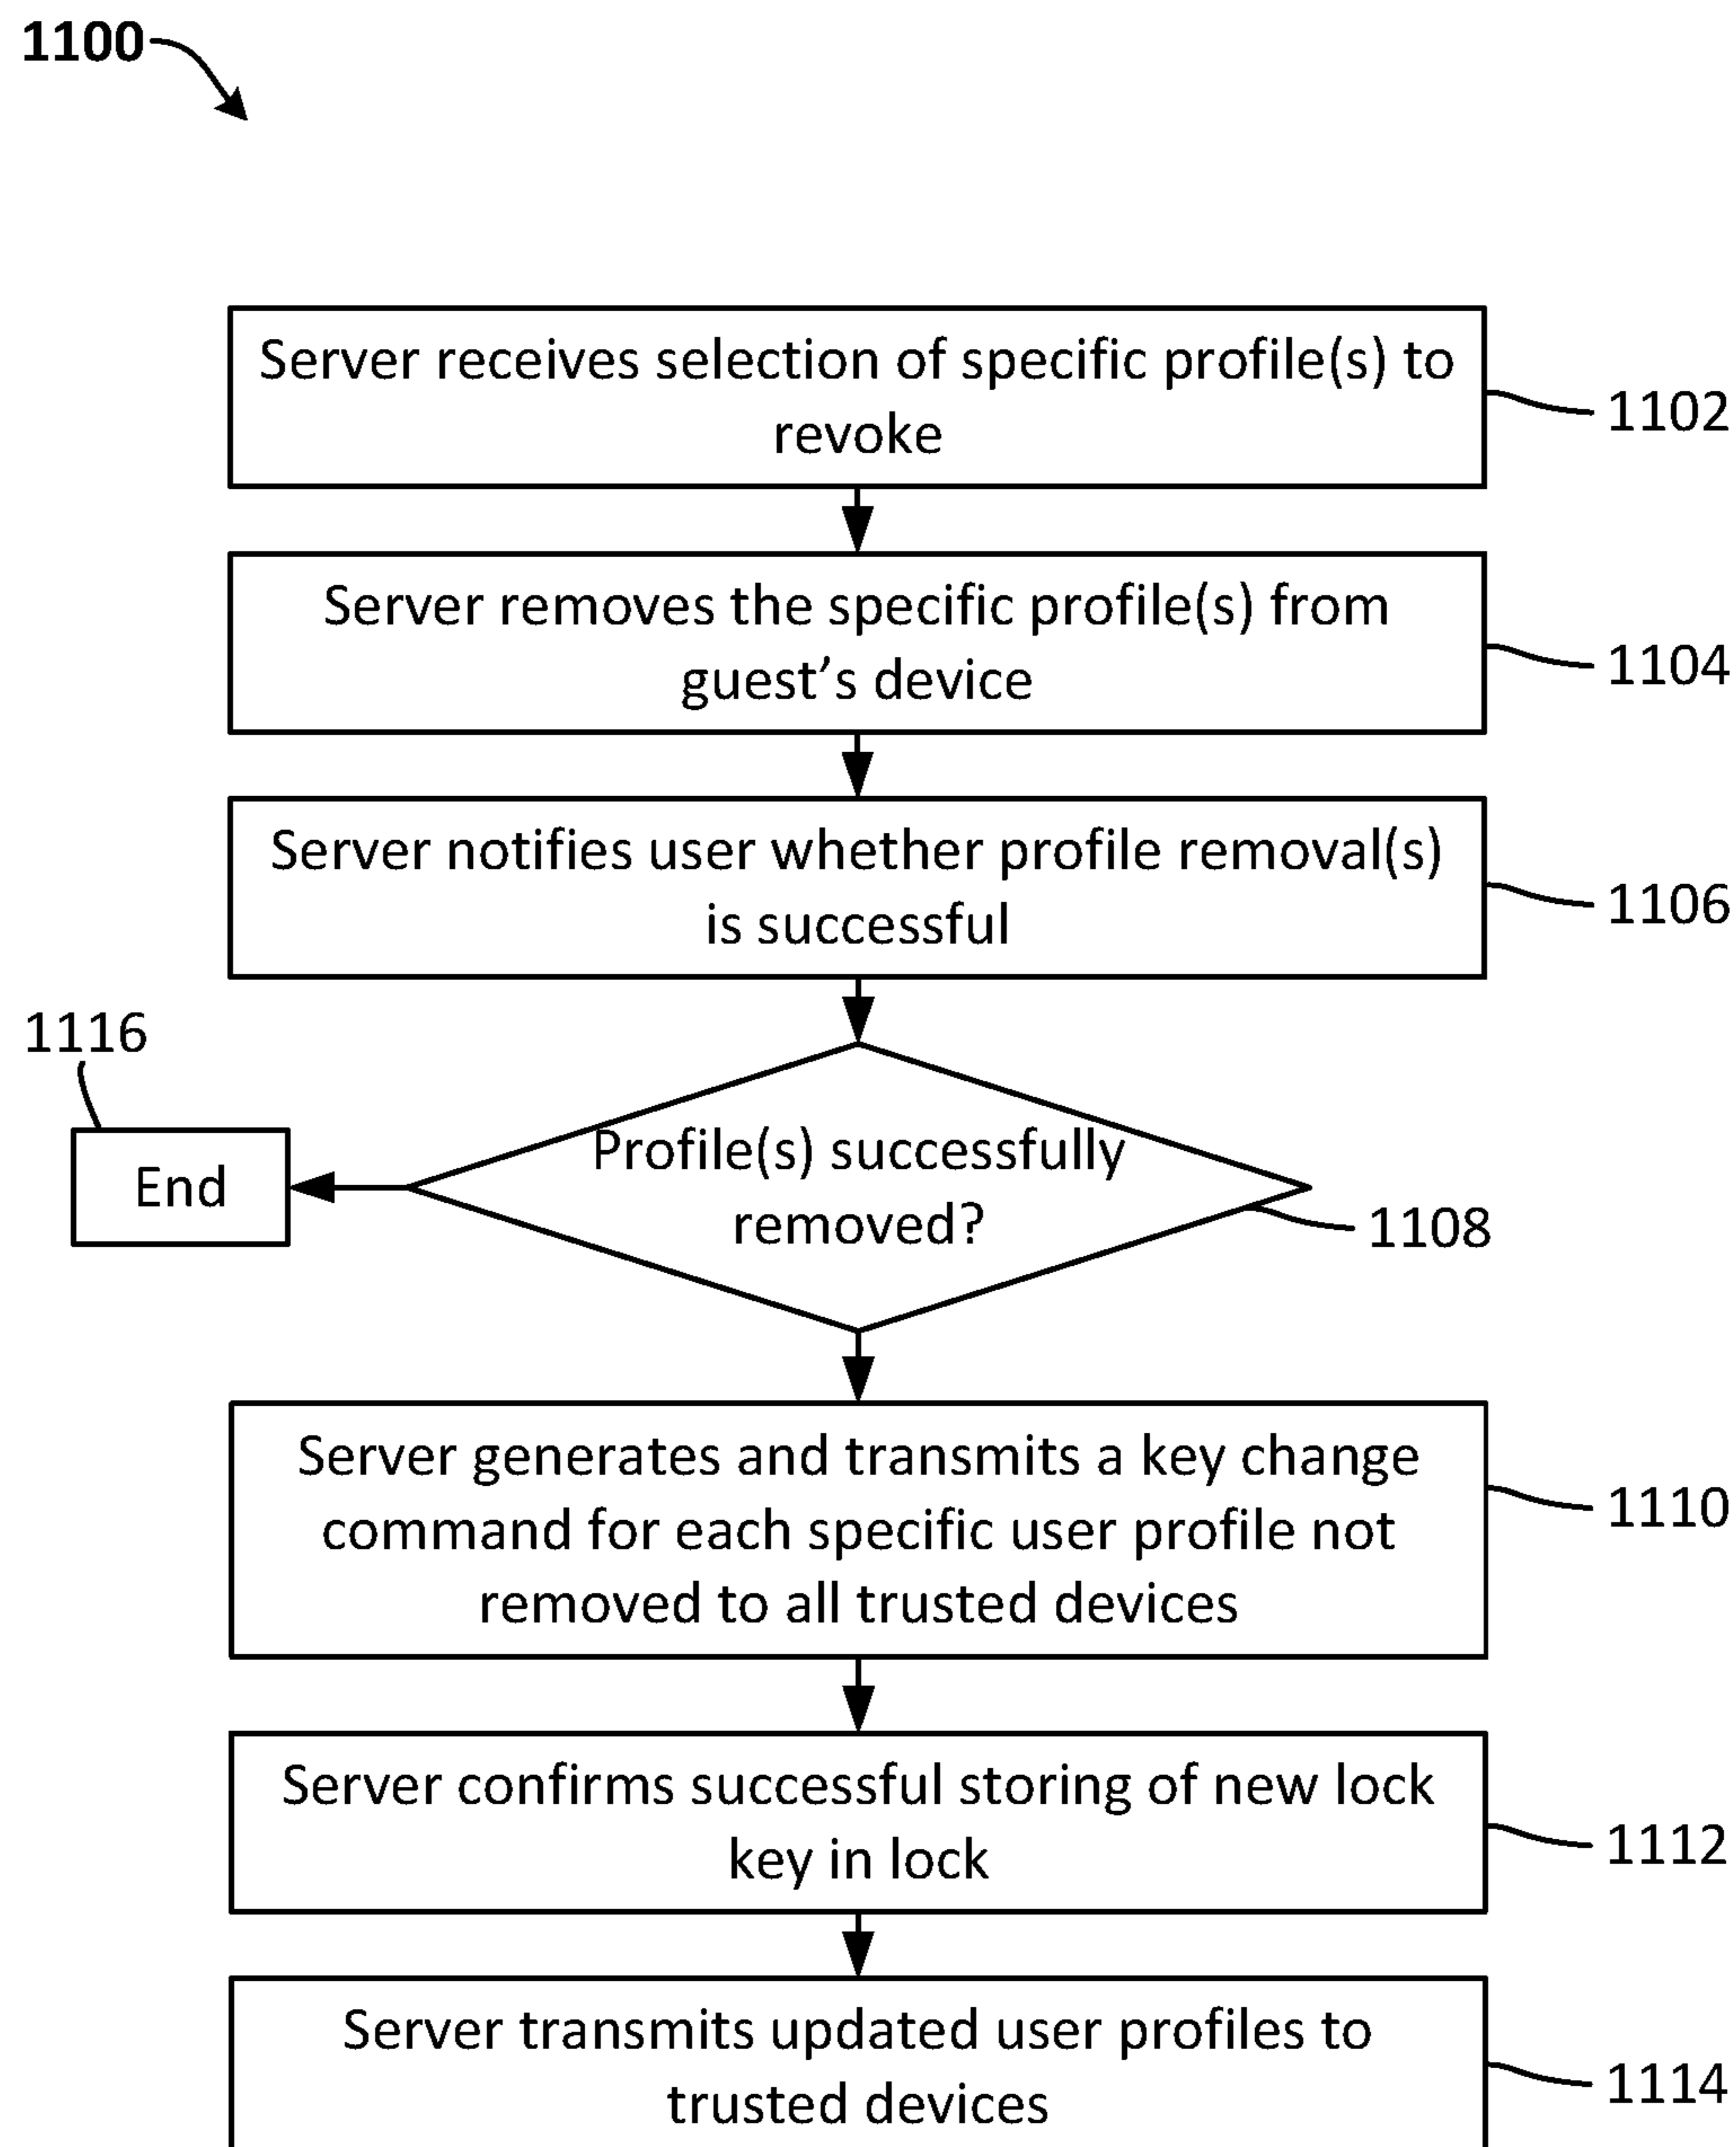 1100
Server receives selection of specific profile(s) to
revoke
1102
Server removes the specific profile(s) from
guest’s device
1104
Server notifies user whether profile removal(s)
is successful
1106
1116
End
Profile(s) successfully
removed?
1108
Server generates and transmits a key change
command for each specific user profile not
removed to all trusted devices
1110
Server confirms successful storing of new lock
key in lock
1112
Server transmits updated user profiles to
trusted devices
1114